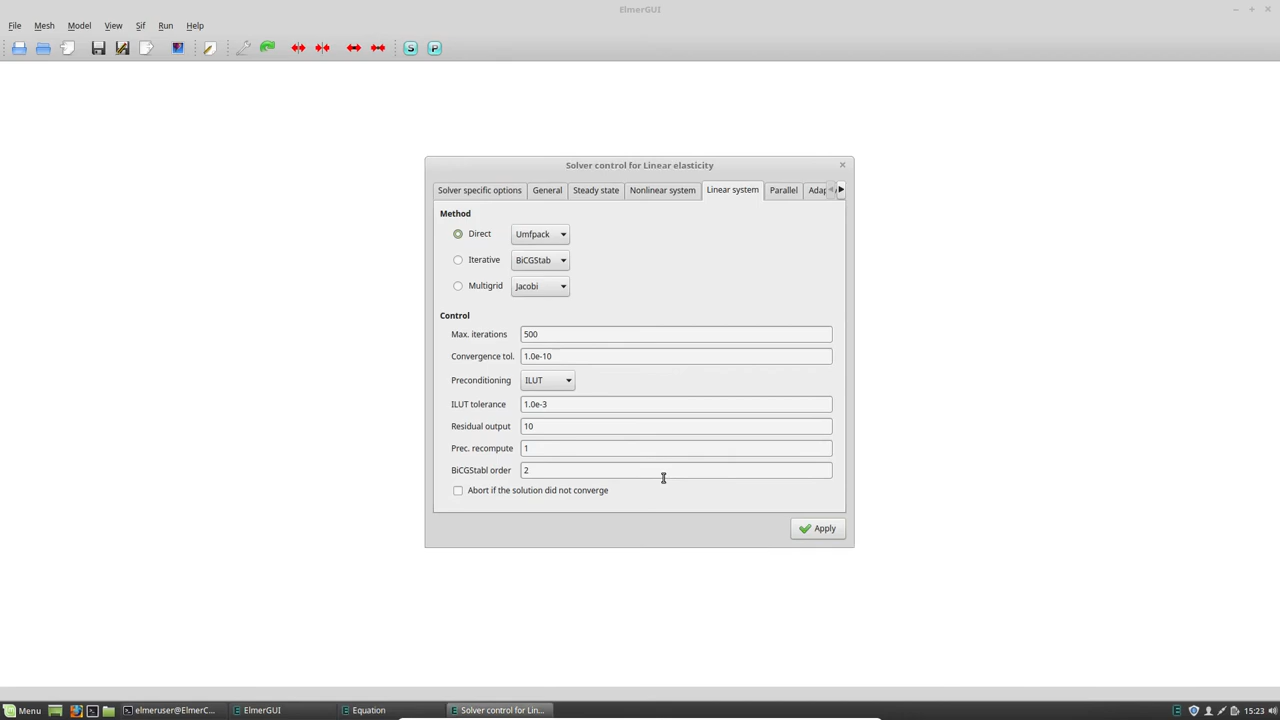 ElmerGUI
File Mesh Model View Sif Run Help
S P
Solver control for Linear elasticity
Solver specific options General Steady state Nonlinear system Linear system Parallel Adap
Method
Direct Umfpack
Iterative BiCGStab
Multigrid Jacobi
Control
Max. iterations 500
Convergence tol. 1.0e-10
Preconditioning ILUT
ILUT tolerance 1.0e-3
Residual output 10
Prec. recompute 1
BiCGStabl order 2
Abort if the solution did not converge
Apply
Menu elmeruser@ElmerC... ElmerGUI Equation Solver control for Lin... 15:23